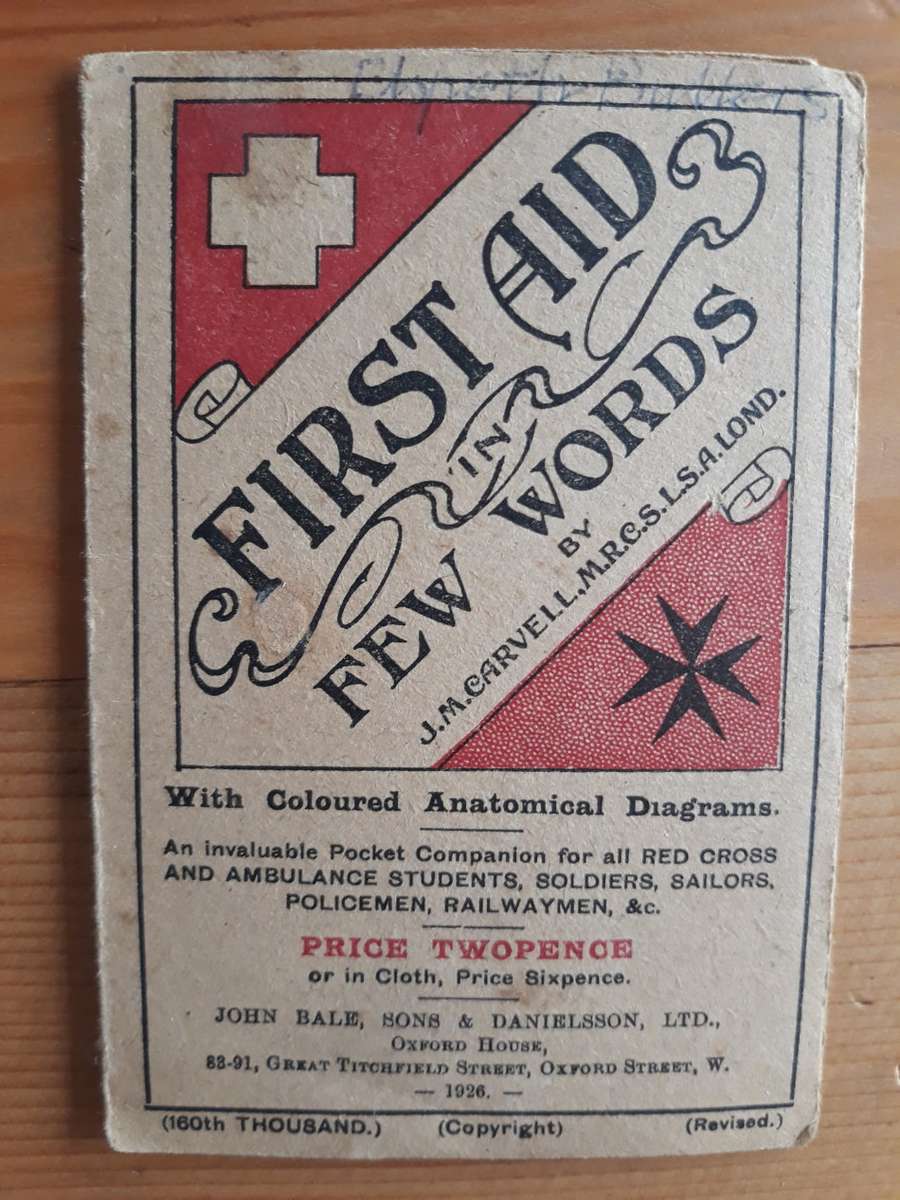 Elspeth
FIRST AID
IN
FEW WORDS
BY
J.M. CARVELL, M.R.C.S. L.S.A. LOND.
With Coloured Anatomical Diagrams.
An invaluable Pocket Companion for all RED CROSS
AND AMBULANCE STUDENTS, SOLDIERS, SAILORS,
POLICEMEN, RAILWAYMEN, &c.
PRICE TWOPENCE
or in Cloth, Price Sixpence.
JOHN BALE, SONS & DANIELSSON, LTD.,
OXFORD HOUSE,
83-91, GREAT TITCHFIELD STREET, OXFORD STREET, W.
— 1926. —
(160th THOUSAND.) (Copyright) (Revised.)